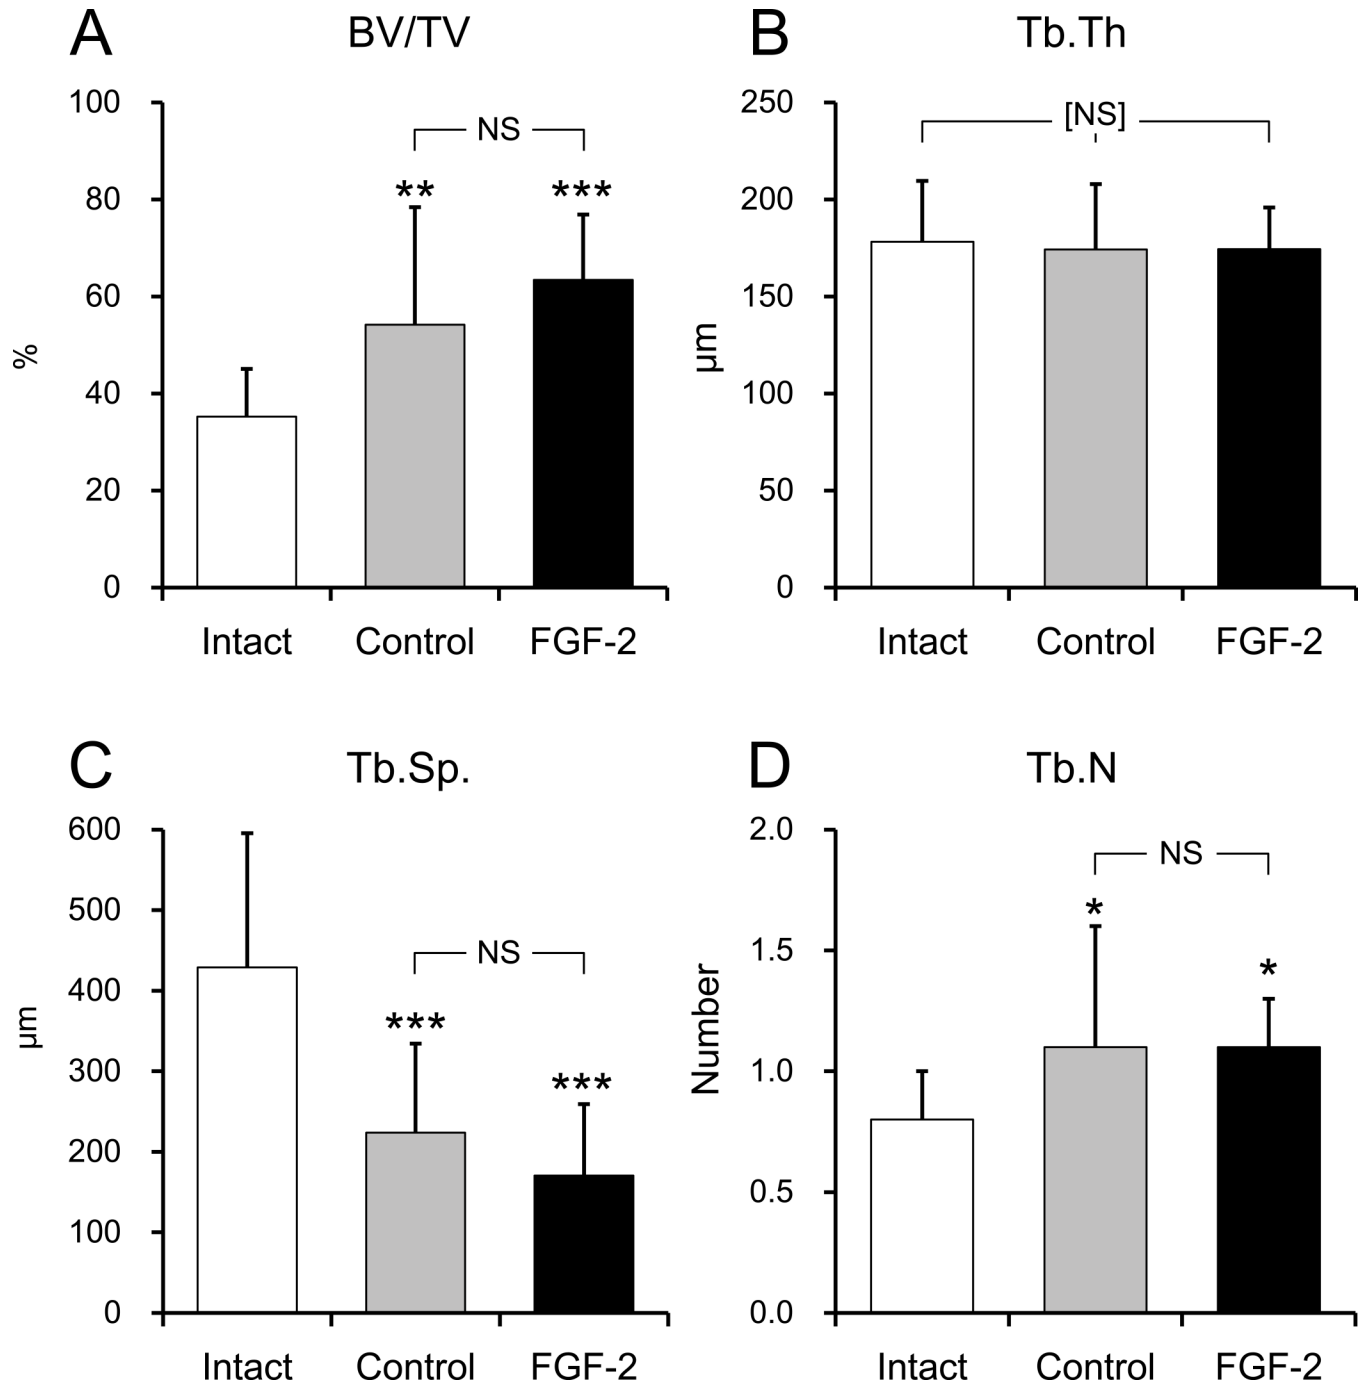 A BV/TV
100
80
60
40
20
0
%
NS
** ***
Intact Control FGF-2
B Tb.Th
250
200
150
100
50
0
µm
[NS]
Intact Control FGF-2
C Tb.Sp.
600
500
400
300
200
100
0
µm
NS
***
***
Intact Control FGF-2
D Tb.N
2.0
1.5
1.0
0.5
0.0
Number
NS
*
*
Intact Control FGF-2